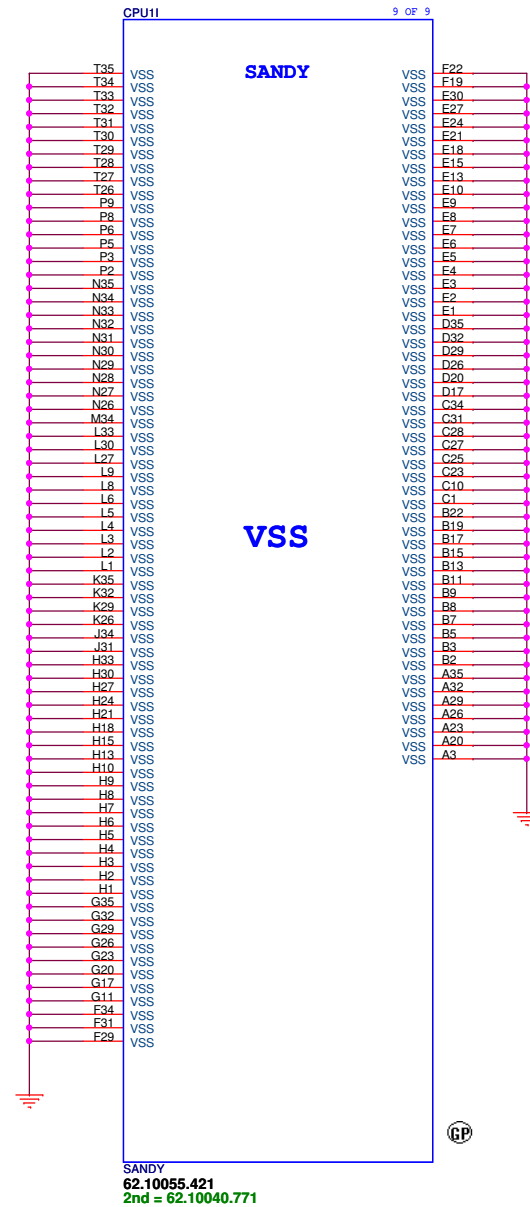 CPU1I 9 OF 9
SANDY
T35 VSS VSS F22
T34 VSS VSS F19
T33 VSS VSS E30
T32 VSS VSS E27
T31 VSS VSS E24
T30 VSS VSS E21
T29 VSS VSS E18
T28 VSS VSS E15
T27 VSS VSS E13
T26 VSS VSS E10
P9 VSS VSS E9
P8 VSS VSS E8
P6 VSS VSS E7
P5 VSS VSS E6
P3 VSS VSS E5
P2 VSS VSS E4
N35 VSS VSS E3
N34 VSS VSS E2
N33 VSS VSS E1
N32 VSS VSS D35
N31 VSS VSS D32
N30 VSS VSS D29
N29 VSS VSS D26
N28 VSS VSS D20
N27 VSS VSS D17
N26 VSS VSS C34
M34 VSS VSS C31
L33 VSS VSS C28
L30 VSS VSS C27
L27 VSS VSS C25
L9 VSS VSS C23
L8 VSS VSS C10
L6 VSS VSS C1
L5 VSS VSS B22
L4 VSS VSS B19
VSS
L3 VSS VSS B17
L2 VSS VSS B15
L1 VSS VSS B13
K35 VSS VSS B11
K32 VSS VSS B9
K29 VSS VSS B8
K26 VSS VSS B7
J34 VSS VSS B5
J31 VSS VSS B3
H33 VSS VSS B2
H30 VSS VSS A35
H27 VSS VSS A32
H24 VSS VSS A29
H21 VSS VSS A26
H18 VSS VSS A23
H15 VSS VSS A20
H13 VSS VSS A3
H10 VSS
H9 VSS
H8 VSS
H7 VSS
H6 VSS
H5 VSS
H4 VSS
H3 VSS
H2 VSS
H1 VSS
G35 VSS
G32 VSS
G29 VSS
G26 VSS
G23 VSS
G20 VSS
G17 VSS
G11 VSS
F34 VSS
F31 VSS
F29 VSS
GP
SANDY
62.10055.421
2nd = 62.10040.771